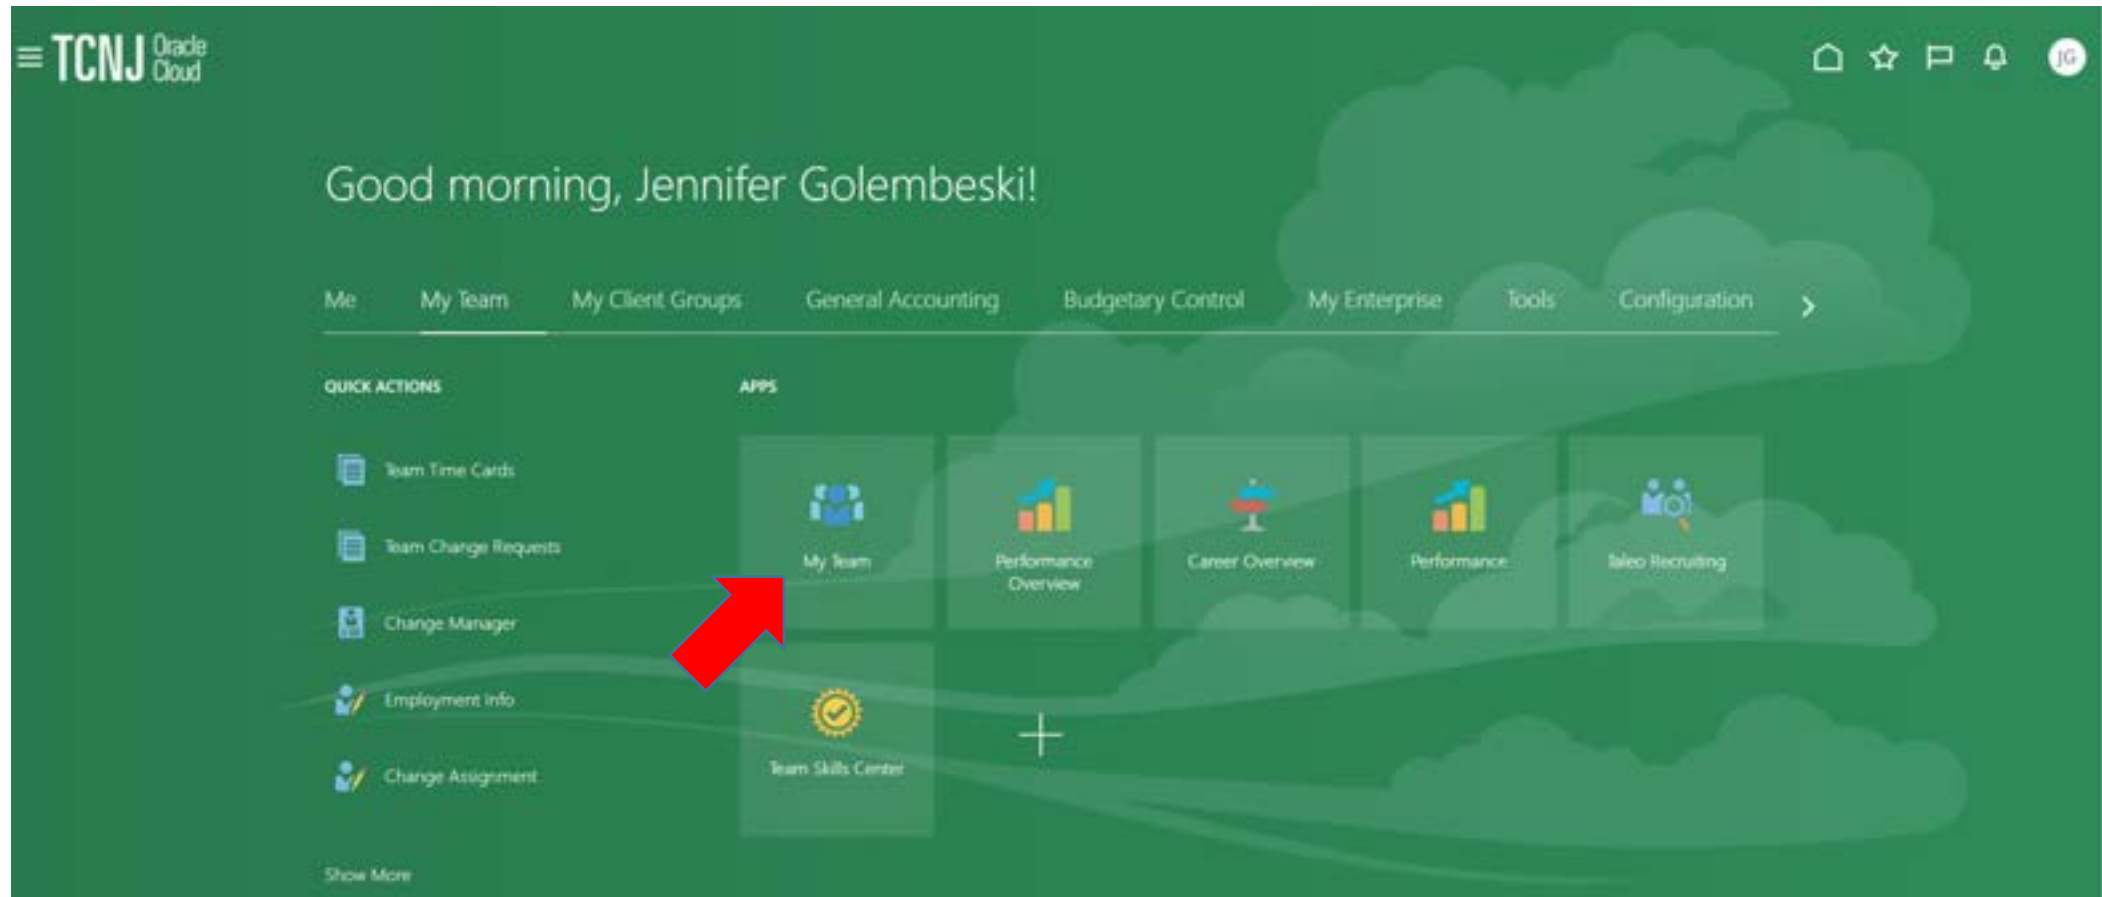 TCNJ Oracle Cloud
JG
Good morning, Jennifer Golembeski!
Me My Team My Client Groups General Accounting Budgetary Control My Enterprise Tools Configuration
QUICK ACTIONS
Team Time Cards
Team Change Requests
Change Manager
Employment Info
Change Assignment
Show More
APPS
My Team
Performance
Overview
Career Overview
Performance
Taleo Recruiting
Team Skills Center